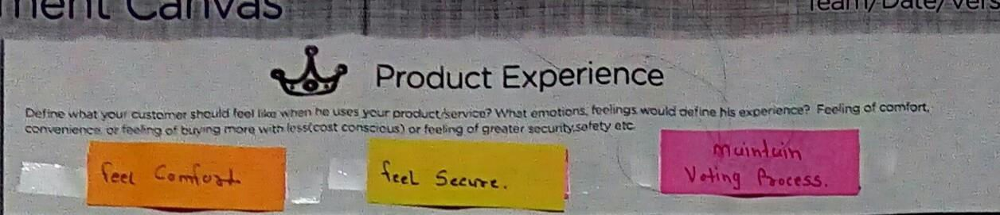 ment Canvas
Team/Date/Vers
Product Experience
Define what your customer should feel like when he uses your product/service? What emotions, feelings would define his experience? Feeling of comfort,
convenience or feeling of buying more with less(cost conscious) or feeling of greater security,safety etc
feel Comfort
feel Secure.
maintain
Voting Process.